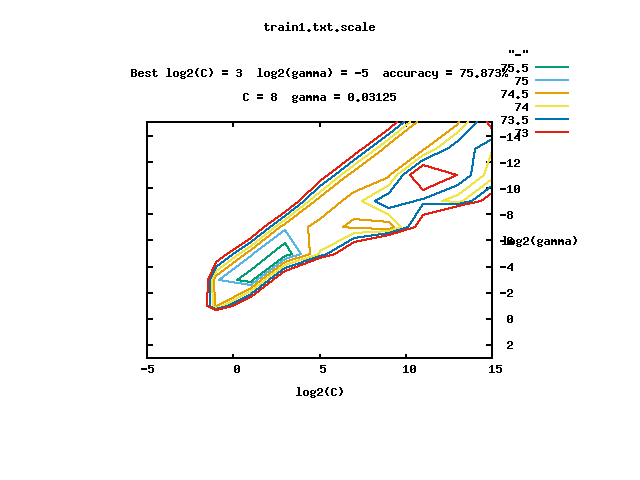 train1.txt.scale
"-"
Best log2(C) = 3  log2(gamma) = -5  accuracy = 75.873%
75.5
75
74.5
74
73.5
73
C = 8  gamma = 0.03125
-14
-12
-10
-8
-6
log2(gamma)
-4
-2
0
2
-5 0 5 10 15
log2(C)